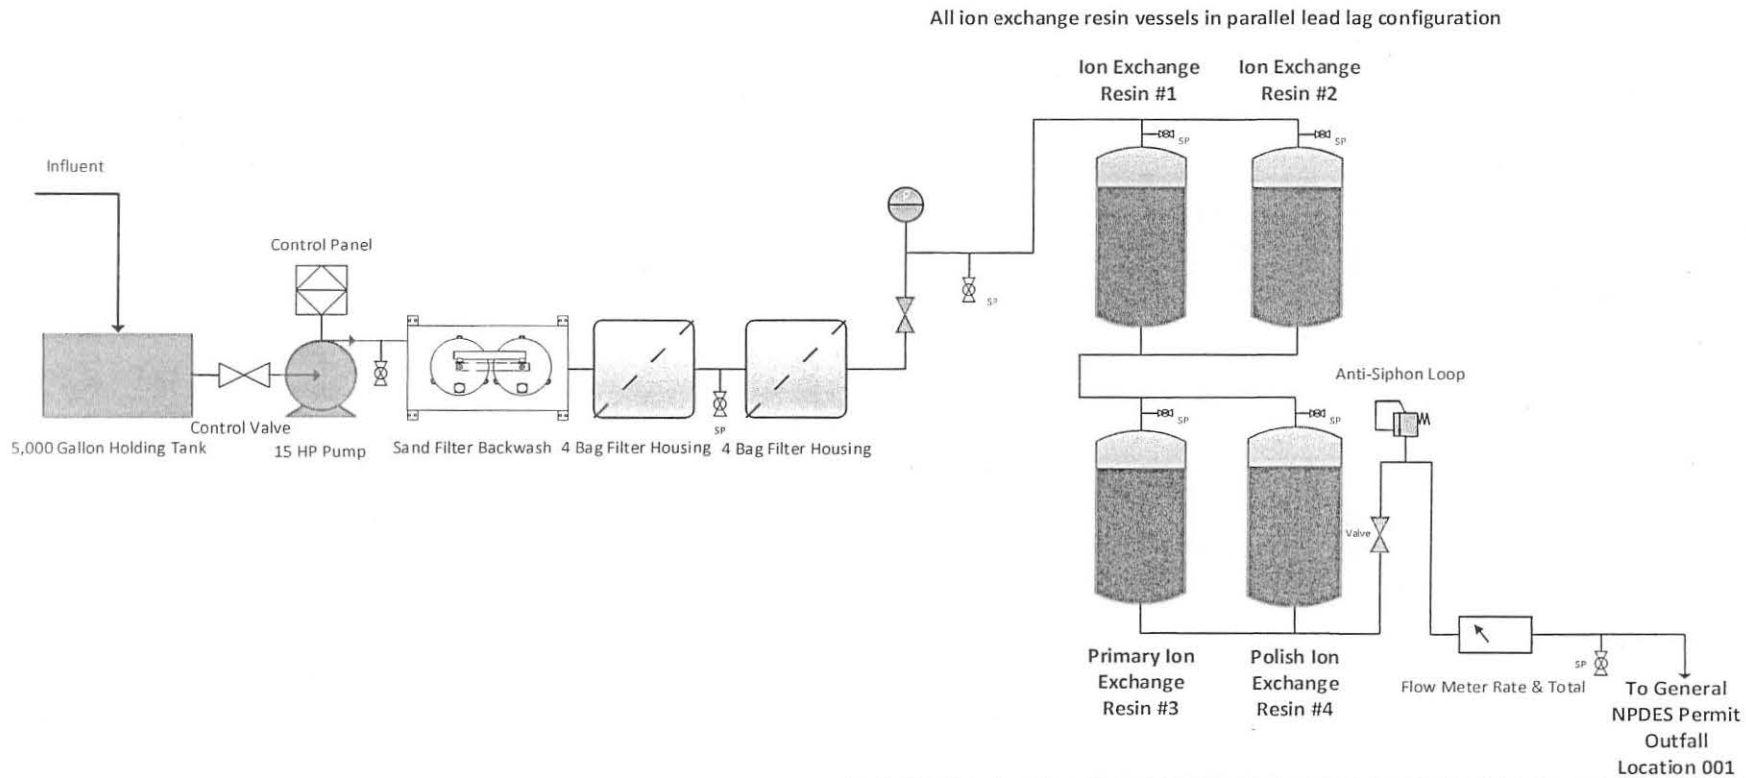 All ion exchange resin vessels in parallel lead lag configuration
Ion Exchange
Resin #1
Ion Exchange
Resin #2
SP
SP
Influent
P
Control Panel
SP
Control Valve
5,000 Gallon Holding Tank
15 HP Pump
Sand Filter Backwash
4 Bag Filter Housing
SP
4 Bag Filter Housing
Anti-Siphon Loop
SP
SP
Valve
Primary Ion
Exchange
Resin #3
Polish Ion
Exchange
Resin #4
Flow Meter Rate & Total
SP
To General
NPDES Permit
Outfall
Location 001